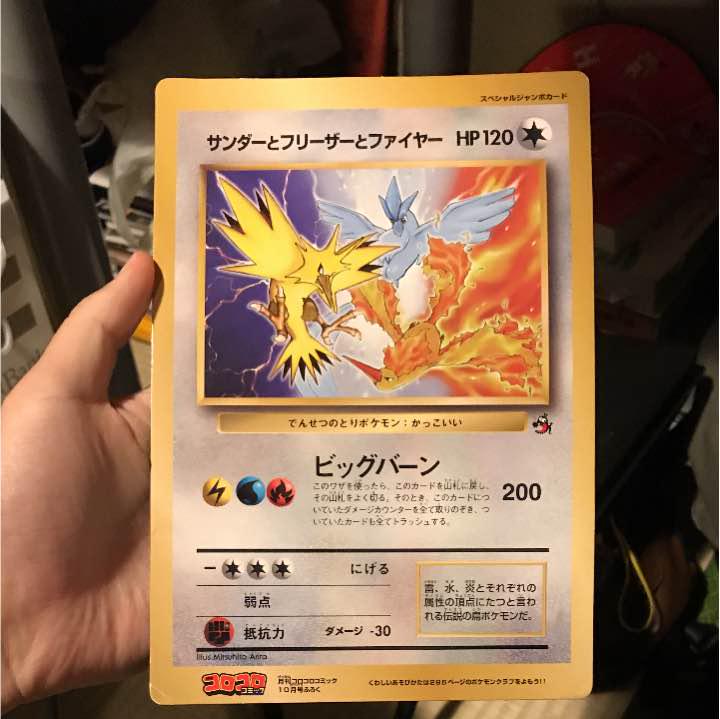 スペシャルジャンボカード
サンダーとフリーザーとファイヤー HP120
でんせつのとりポケモン:かっこいい
ビッグバーン
このワザを使ったら、このカードを山札に戻し、
その山札をよく切る。そのとき、このカードについ
ていたダメージカウンターを全て取りのぞき、つ
いていたカードも全てトラッシュする。
200
ー にげる
弱点
抵抗力 ダメージ -30
雷、水、炎とそれぞれの
属性の頂点にたつと言わ
れる伝説の鳥ポケモンだ。
Illus.Mitsuhiro Arita
コロコロ
コミック
月刊コロコロコミック
10月号ふろく
くわしいあそびかたは295ページのポケモンクラブをよもう!!